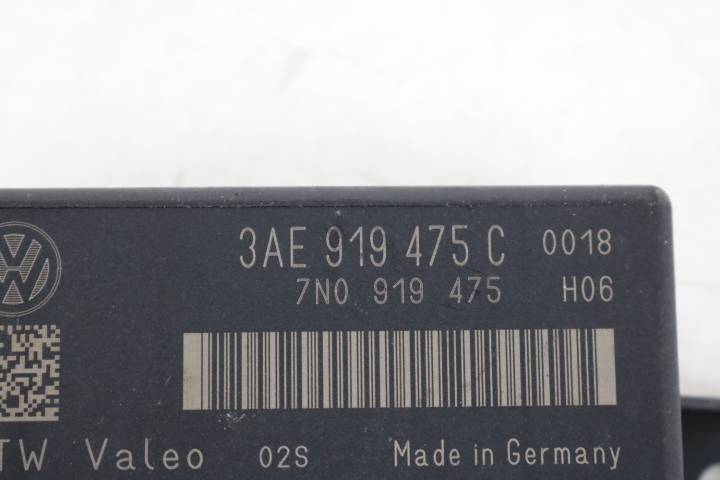 3AE 919 475 C 0018
7N0 919 475 H06
TW Valeo 02S Made in Germany